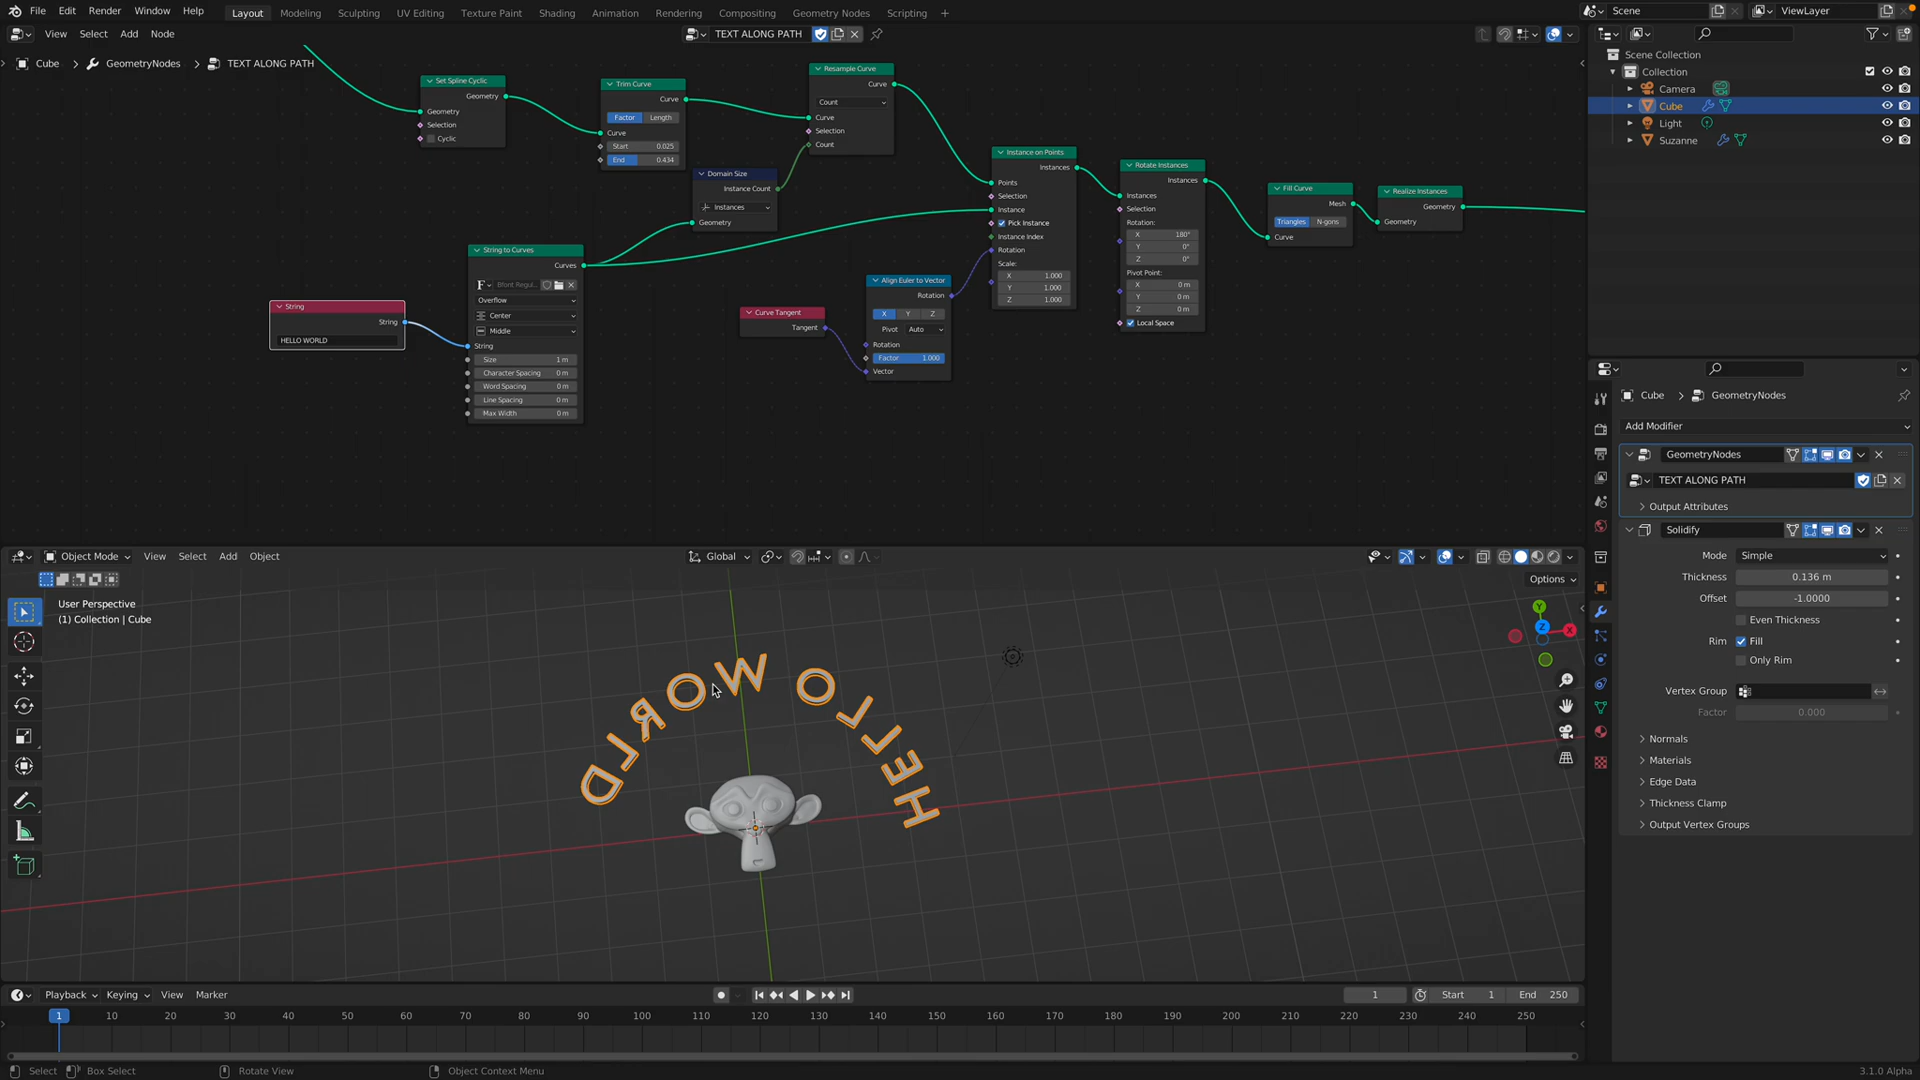 File Edit Render Window Help Layout Modeling Sculpting UV Editing Texture Paint Shading Animation Rendering Compositing Geometry Nodes Scripting + Scene ViewLayer
View Select Add Node TEXT ALONG PATH
Cube > GeometryNodes > TEXT ALONG PATH
Set Spline Cyclic
Geometry
Geometry
Selection
Cyclic
Trim Curve
Curve
Factor Length
Curve
Start 0.025
End 0.434
Resample Curve
Curve
Count
Curve
Selection
Count
Domain Size
Instance Count
Instances
Geometry
Instance on Points
Instances
Points
Selection
Instance
Pick Instance
Instance Index
Rotation
Scale:
X 1.000
Y 1.000
Z 1.000
Rotate Instances
Instances
Instances
Selection
Rotation:
X 180°
Y 0°
Z 0°
Pivot Point:
X 0 m
Y 0 m
Z 0 m
Local Space
Fill Curve
Mesh
Triangles N-gons
Curve
Realize Instances
Geometry
Geometry
String
String
HELLO WORLD
String to Curves
Curves
F Bfont Regul..
Overflow
Center
Middle
String
Size 1 m
Character Spacing 0 m
Word Spacing 0 m
Line Spacing 0 m
Max Width 0 m
Curve Tangent
Tangent
Align Euler to Vector
Rotation
X Y Z
Pivot Auto
Rotation
Factor 1.000
Vector
Scene Collection
Collection
Camera
Cube
Light
Suzanne
Cube > GeometryNodes
Add Modifier
GeometryNodes
TEXT ALONG PATH
Output Attributes
Solidify
Mode Simple
Thickness 0.136 m
Offset -1.0000
Even Thickness
Rim Fill
Only Rim
Vertex Group
Factor 0.000
Normals
Materials
Edge Data
Thickness Clamp
Output Vertex Groups
Object Mode View Select Add Object Global
Options
User Perspective
(1) Collection | Cube
HELLO WORLD
Y
Z
X
Playback Keying View Marker 1 Start 1 End 250
1 10 20 30 40 50 60 70 80 90 100 110 120 130 140 150 160 170 180 190 200 210 220 230 240 250
Select Box Select Rotate View Object Context Menu 3.1.0 Alpha